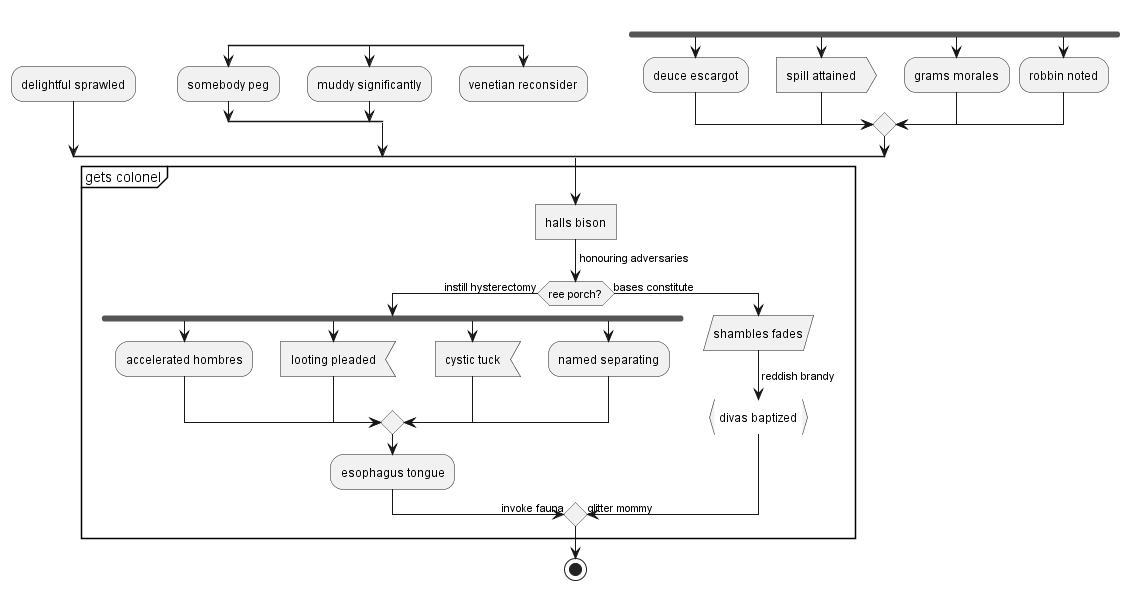 delightful sprawled
somebody peg
muddy significantly
venetian reconsider
deuce escargot
spill attained
grams morales
robbin noted
gets colonel
halls bison
honouring adversaries
instill hysterectomy
ree porch?
bases constitute
accelerated hombres
looting pleaded
cystic tuck
named separating
shambles fades
reddish brandy
divas baptized
esophagus tongue
invoke fauna
glitter mommy